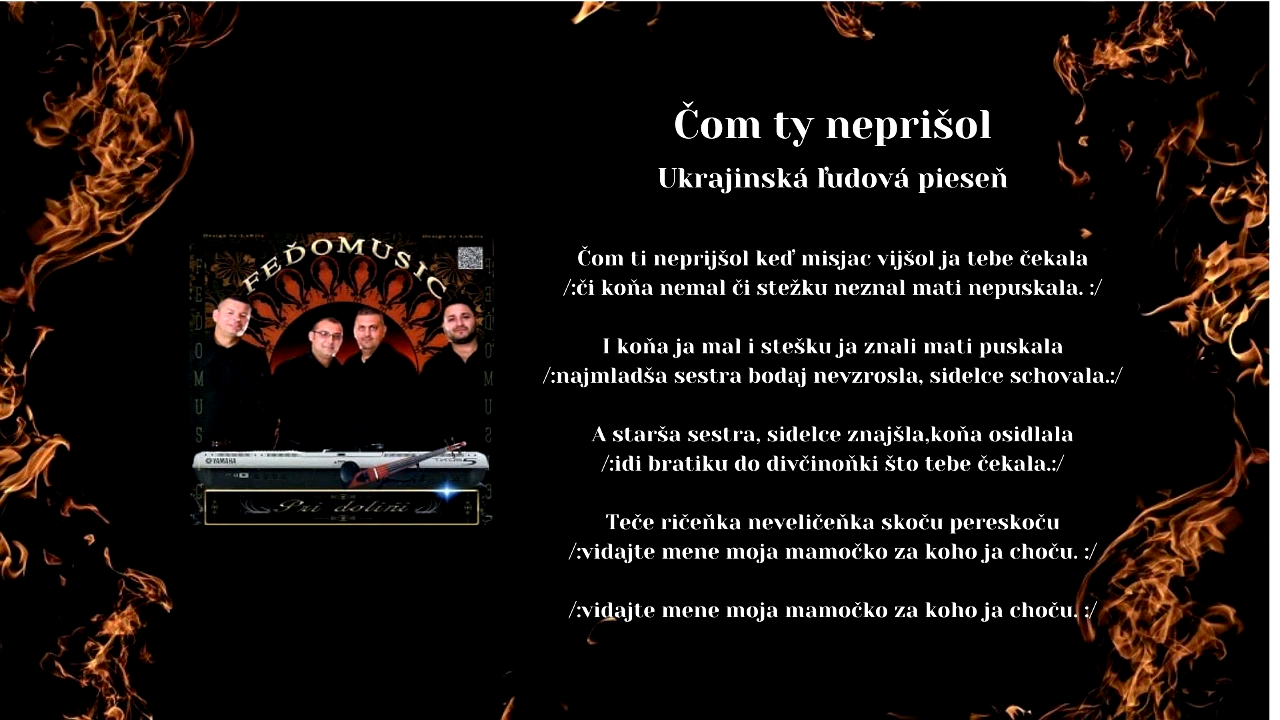 Čom ty neprišol
Ukrajinská ľudová pieseň
Čom ti neprijšol keď misjac vijšol ja tebe čekala
/:či koňa nemal či stežku neznal mati nepuskala. :/
I koňa ja mal i stešku ja znali mati puskala
/:najmladša sestra bodaj nevzrosla, sidelce schovala.:/
A starša sestra, sidelce znajšla,koňa osidlala
/:idi bratiku do divčinoňki što tebe čekala.:/
Teče ričeňka neveličeňka skoču pereskoču
/:vidajte mene moja mamočko za koho ja choču. :/
/:vidajte mene moja mamočko za koho ja choču. :/
FEĎOMUSIC
YAMAHA
Pri doliňi